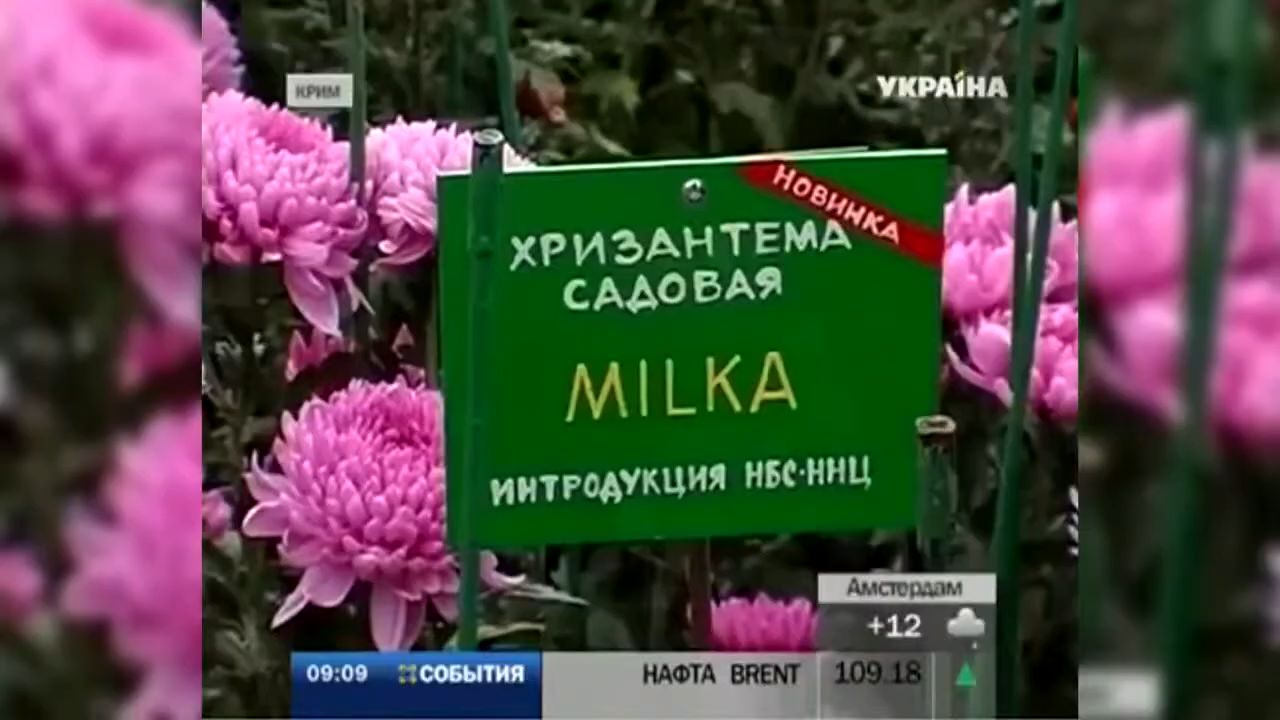 КРИМ
УКРАЇНА
НОВИНКА
ХРИЗАНТЕМА
САДОВАЯ
MILKA
ИНТРОДУКЦИЯ НБС-ННЦ
Амстердам
+12
09:09 СОБЫТИЯ НАФТА BRENT 109.18